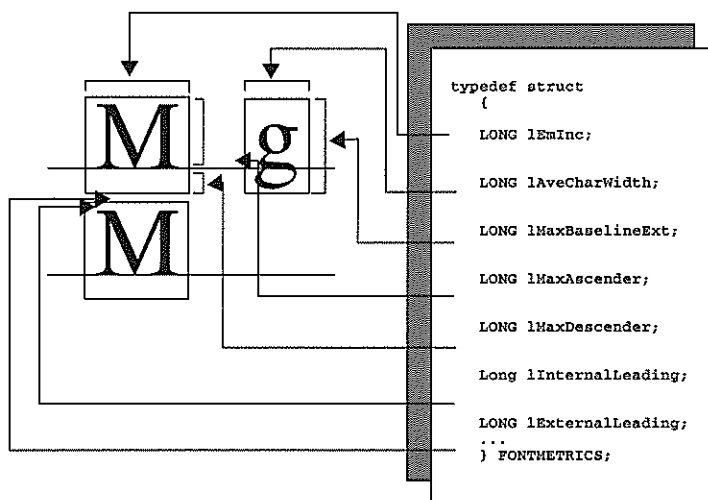 M
g
M
typedef struct
{
LONG lEmInc;
LONG lAveCharWidth;
LONG lMaxBaselineExt;
LONG lMaxAscender;
LONG lMaxDescender;
Long lInternalLeading;
LONG lExternalLeading;
...
} FONTMETRICS;